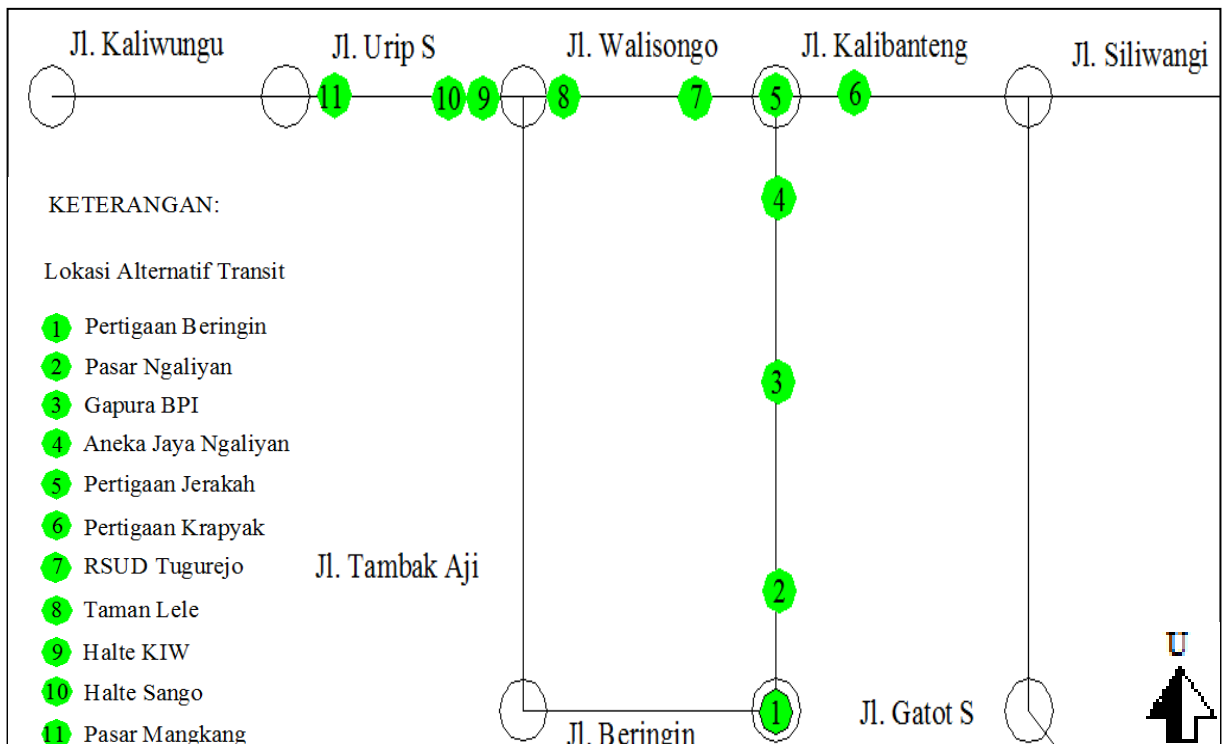 Jl. Kaliwungu Jl. Urip S Jl. Walisongo Jl. Kalibanteng Jl. Siliwangi
11 10 9 8 7 5 6
4
KETERANGAN:
Lokasi Alternatif Transit
1 Pertigaan Beringin
2 Pasar Ngaliyan
3 Gapura BPI
4 Aneka Jaya Ngaliyan
5 Pertigaan Jerakah
6 Pertigaan Krapyak
7 RSUD Tugurejo
8 Taman Lele
9 Halte KIW
10 Halte Sango
11 Pasar Mangkang
3
Jl. Tambak Aji
2
U
1
Jl. Gatot S
Jl. Beringin